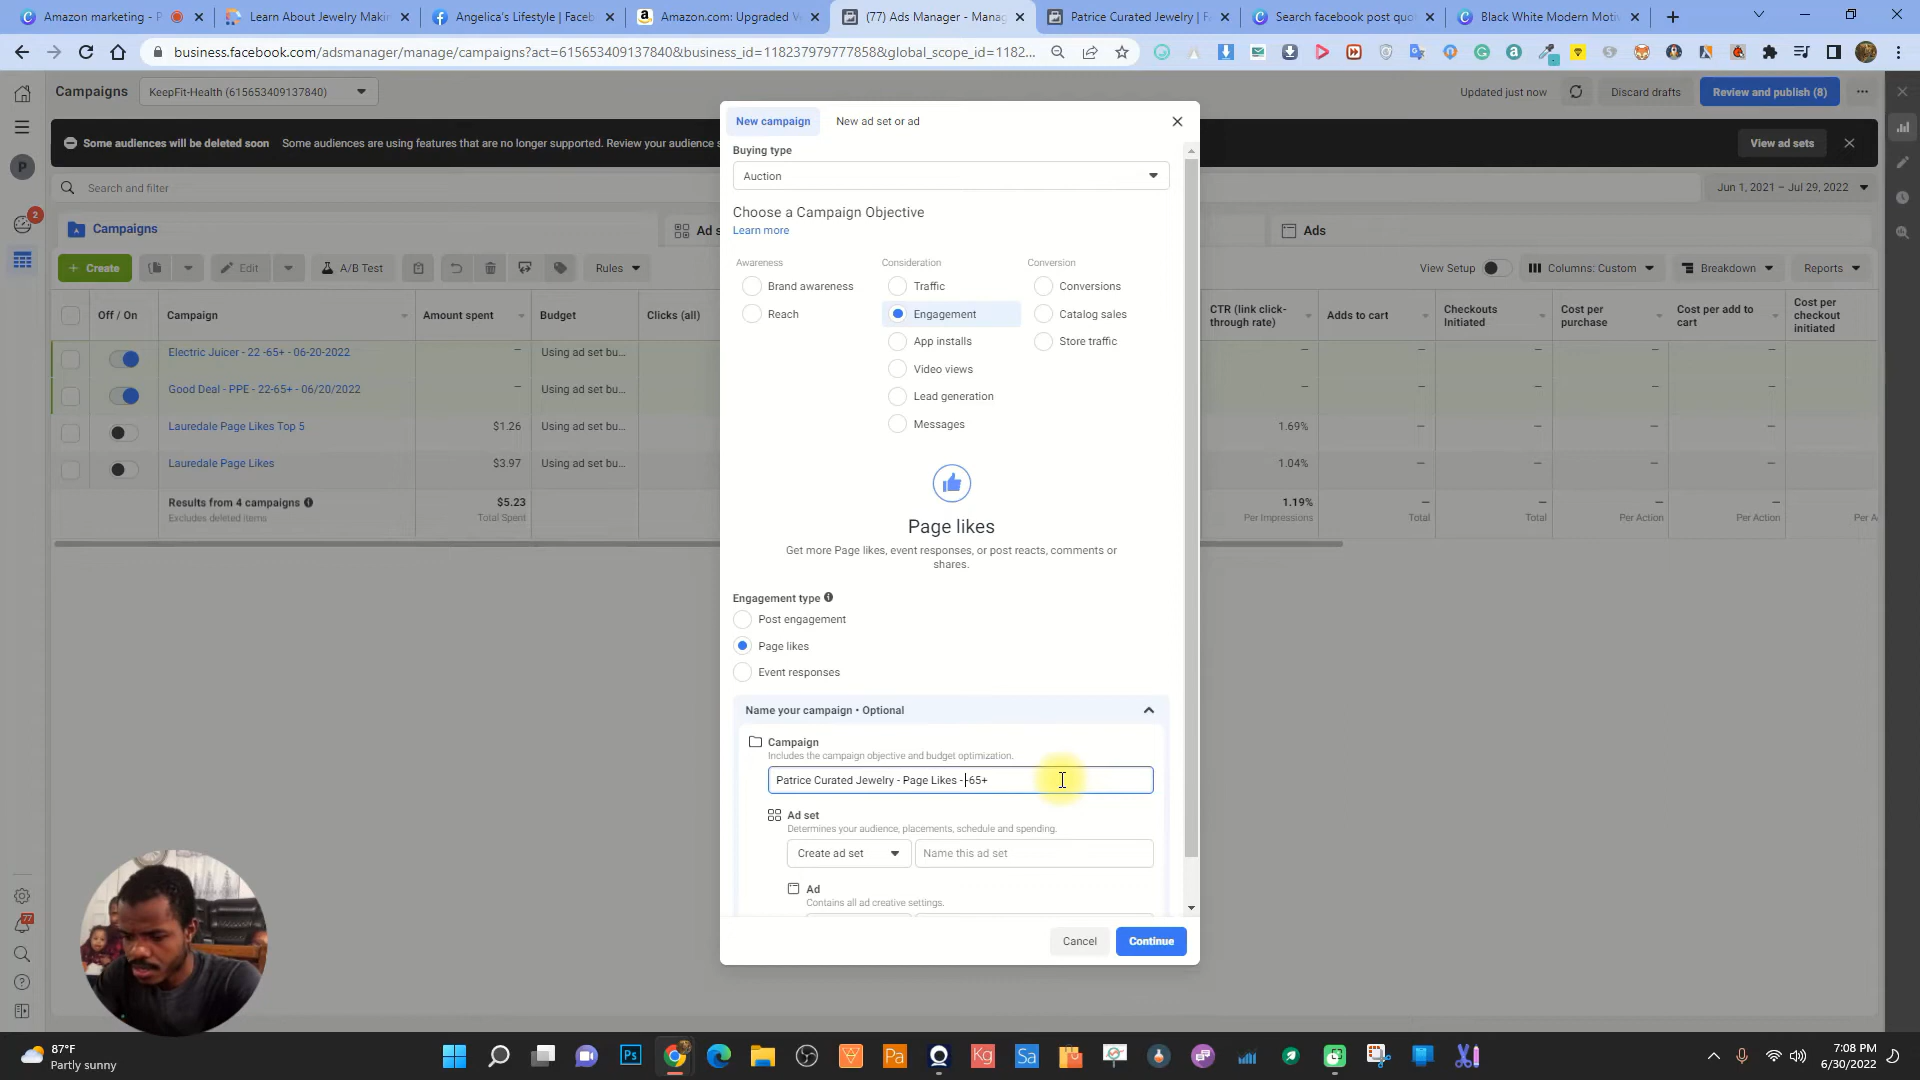 Amazon marketing - P
Learn About Jewelry Makin
Angelica's Lifestyle | Faceb
Amazon.com: Upgraded V
(77) Ads Manager - Manag
Patrice Curated Jewelry | F
Search facebook post quo
Black White Modern Moti
business.facebook.com/adsmanager/manage/campaigns?act=615653409137840&business_id=1182379797778588&global_scope_id=1182...
Campaigns
KeepFit-Health (615653409137840)
Updated just now
Discard drafts
Review and publish (8)
Some audiences will be deleted soon
Some audiences are using features that are no longer supported. Review your audience s
View ad sets
Search and filter
Jun 1, 2021 – Jul 29, 2022
Campaigns
Ad s
Ads
2
+ Create
Edit
A/B Test
Rules
View Setup
Columns: Custom
Breakdown
Reports
Off / On
Campaign
Amount spent
Budget
Clicks (all)
CTR (link click-through rate)
Adds to cart
Checkouts Initiated
Cost per purchase
Cost per add to cart
Cost per checkout initiated
Electric Juicer - 22 -65+ - 06-20-2022
–
Using ad set bu...
Good Deal - PPE - 22-65+ - 06/20/2022
–
Using ad set bu...
Lauredale Page Likes Top 5
$1.26
Using ad set bu...
1.69%
Lauredale Page Likes
$3.97
Using ad set bu...
1.04%
Results from 4 campaigns
Excludes deleted items
$5.23
Total Spent
1.19%
Per Impressions
Total
Total
Per Action
Per Action
Per A
New campaign
New ad set or ad
Buying type
Auction
Choose a Campaign Objective
Learn more
Awareness
Consideration
Conversion
Brand awareness
Traffic
Conversions
Reach
Engagement
Catalog sales
App installs
Store traffic
Video views
Lead generation
Messages
Page likes
Get more Page likes, event responses, or post reacts, comments or
shares.
Engagement type
Post engagement
Page likes
Event responses
Name your campaign • Optional
Campaign
Includes the campaign objective and budget optimization.
Patrice Curated Jewelry - Page Likes - -65+
Ad set
Determines your audience, placements, schedule and spending.
Create ad set
Name this ad set
Ad
Contains all ad creative settings.
Cancel
Continue
77
87°F
Partly sunny
Ps
Pa
Kg
Sa
7:08 PM
6/30/2022